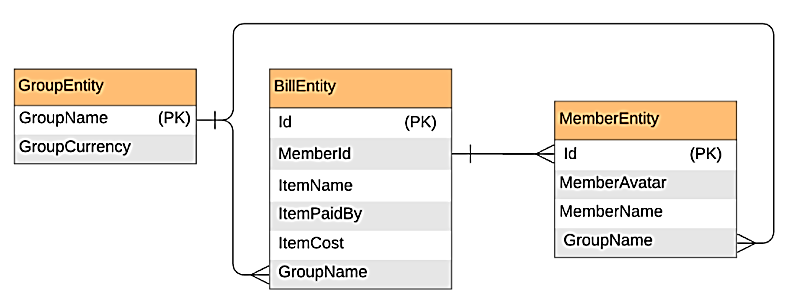 GroupEntity
GroupName (PK)
GroupCurrency
BillEntity
Id (PK)
MemberId
ItemName
ItemPaidBy
ItemCost
GroupName
MemberEntity
Id (PK)
MemberAvatar
MemberName
GroupName